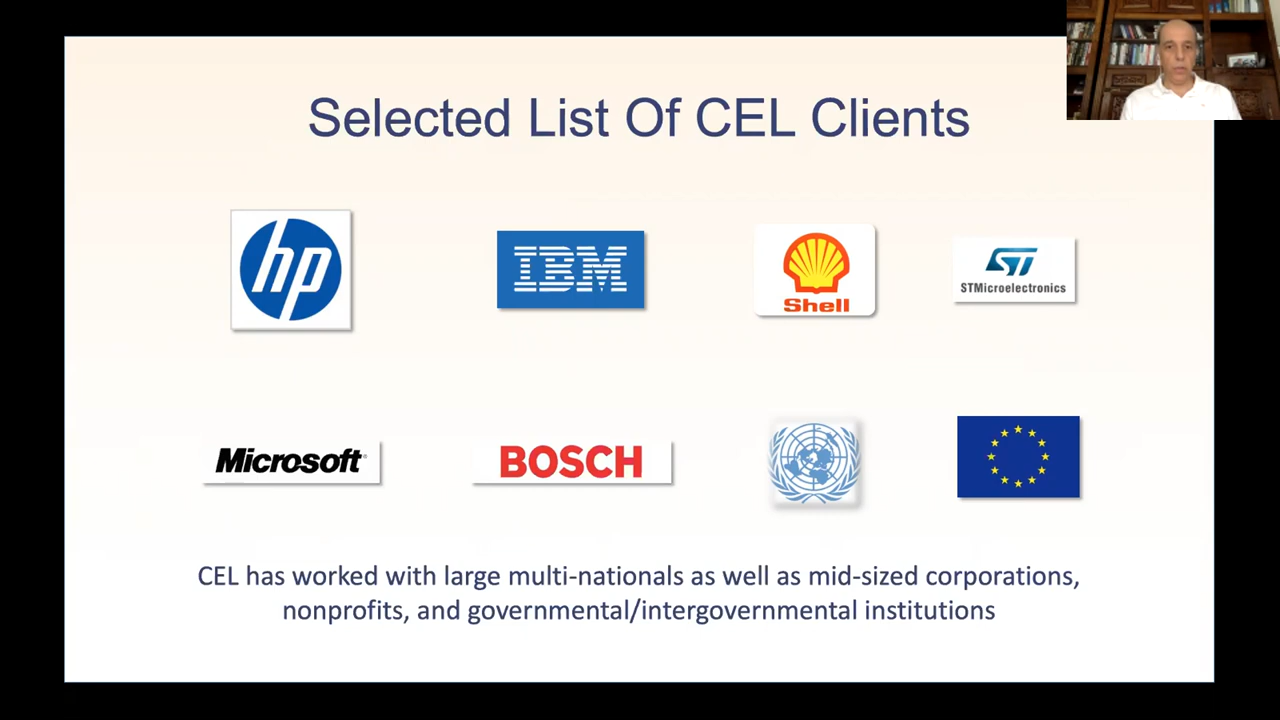 Selected List Of CEL Clients
hp
IBM
Shell
ST
STMicroelectronics
Microsoft
BOSCH
CEL has worked with large multi-nationals as well as mid-sized corporations,
nonprofits, and governmental/intergovernmental institutions